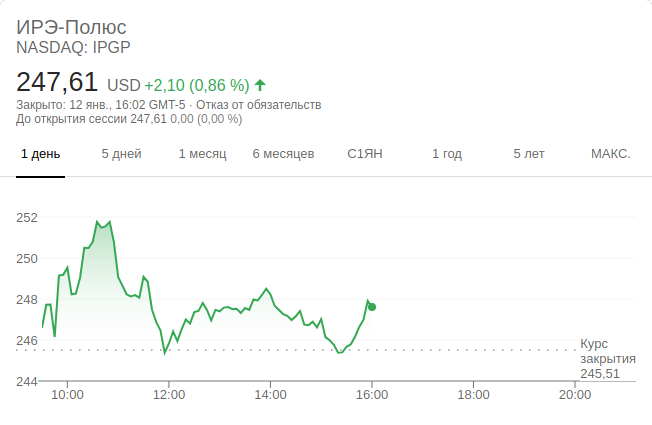 ИРЭ-Полюс
NASDAQ: IPGP
247,61 USD +2,10 (0,86 %)
Закрыто: 12 янв., 16:02 GMT-5 · Отказ от обязательств
До открытия сессии 247,61 0,00 (0,00 %)
1 день 5 дней 1 месяц 6 месяцев С1ЯН 1 год 5 лет МАКС.
252
250
248
246
244
Курс
закрытия
245,51
10:00 12:00 14:00 16:00 18:00 20:00